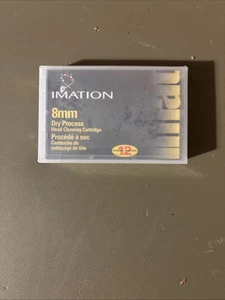 IMATION
8mm
Dry Process
Head Cleaning Cartridge
Procédé à sec
Cartouche de
nettoyage de tête
12